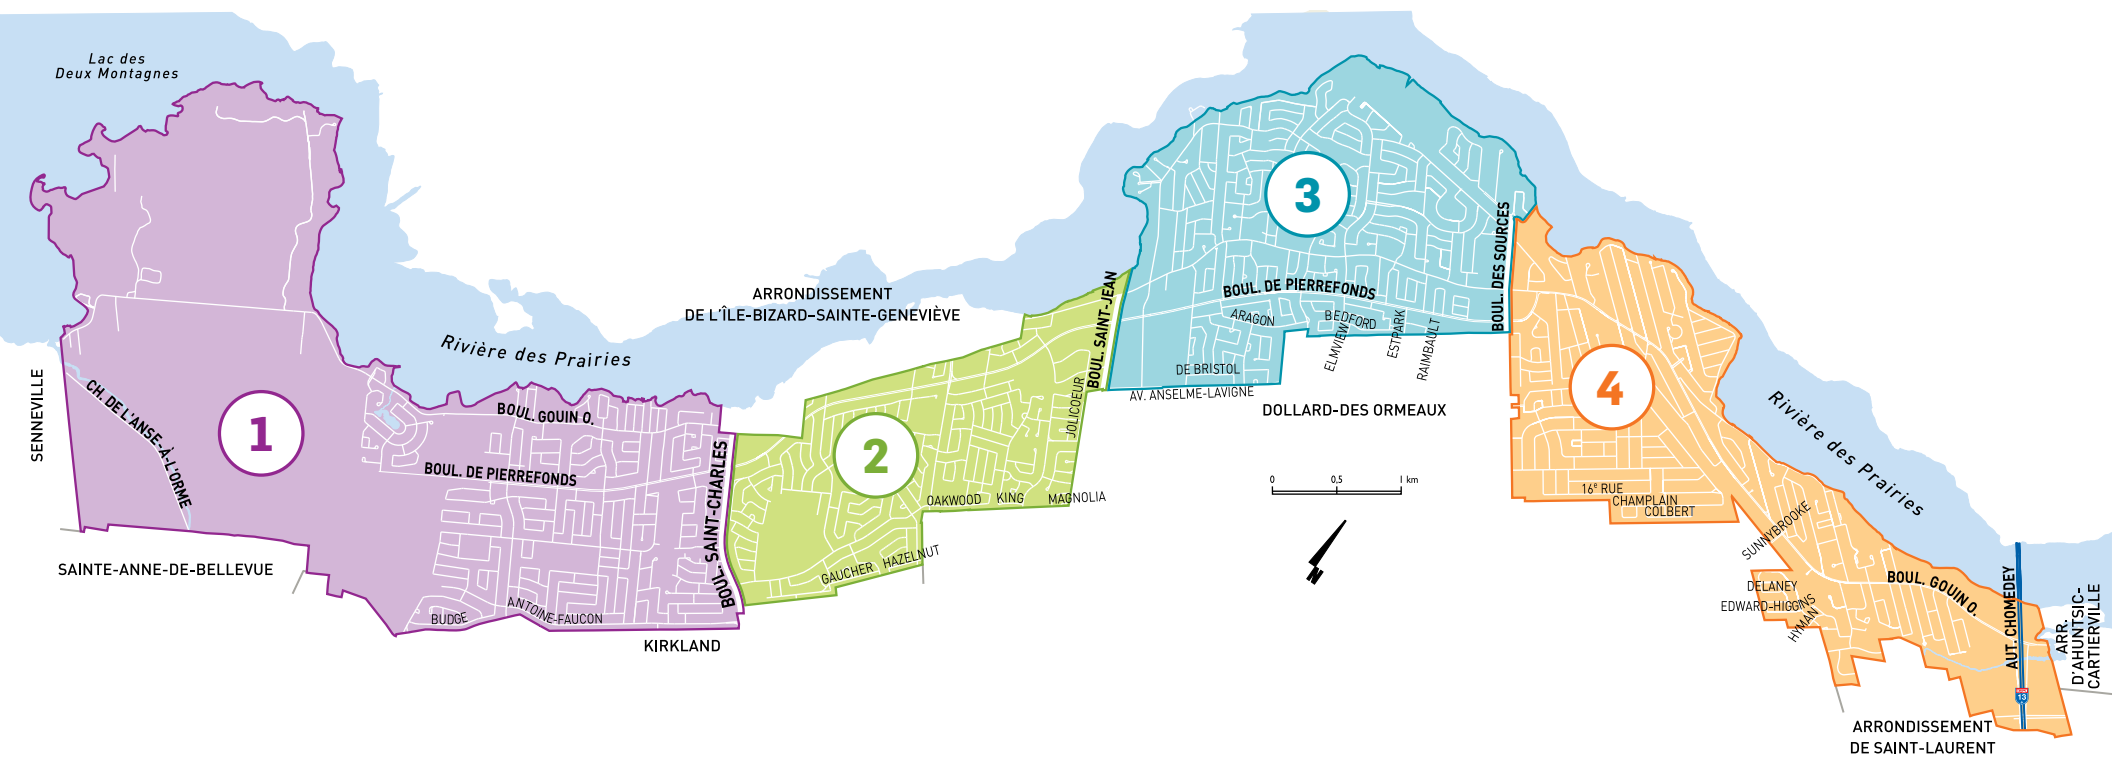 Lac des
Deux Montagnes
SENNEVILLE
CH. DE L'ANSE-À-L'ORME
1
SAINTE-ANNE-DE-BELLEVUE
Rivière des Prairies
BOUL. GOUIN O.
BOUL. DE PIERREFONDS
BUDGE
ANTOINE-FAUCON
BOUL. SAINT-CHARLES
KIRKLAND
ARRONDISSEMENT
DE L'ÎLE-BIZARD–SAINTE-GENEVIÈVE
2
GAUCHER
HAZELNUT
OAKWOOD
KING
MAGNOLIA
JOLICOEUR
BOUL. SAINT-JEAN
3
BOUL. DE PIERREFONDS
ARAGON
BEDFORD
ELMVIEW
ESTPARK
RAIMBAULT
DE BRISTOL
AV. ANSELME-LAVIGNE
DOLLARD-DES ORMEAUX
BOUL. DES SOURCES
0
0,5
1 km
N
4
16e RUE
CHAMPLAIN
COLBERT
SUNNYBROOKE
DELANEY
EDWARD-HIGGINS
HYMAN
Rivière des Prairies
BOUL. GOUIN O.
AUT. CHOMEDEY
13
ARR.
D'AHUNTSIC-
CARTIERVILLE
ARRONDISSEMENT
DE SAINT-LAURENT